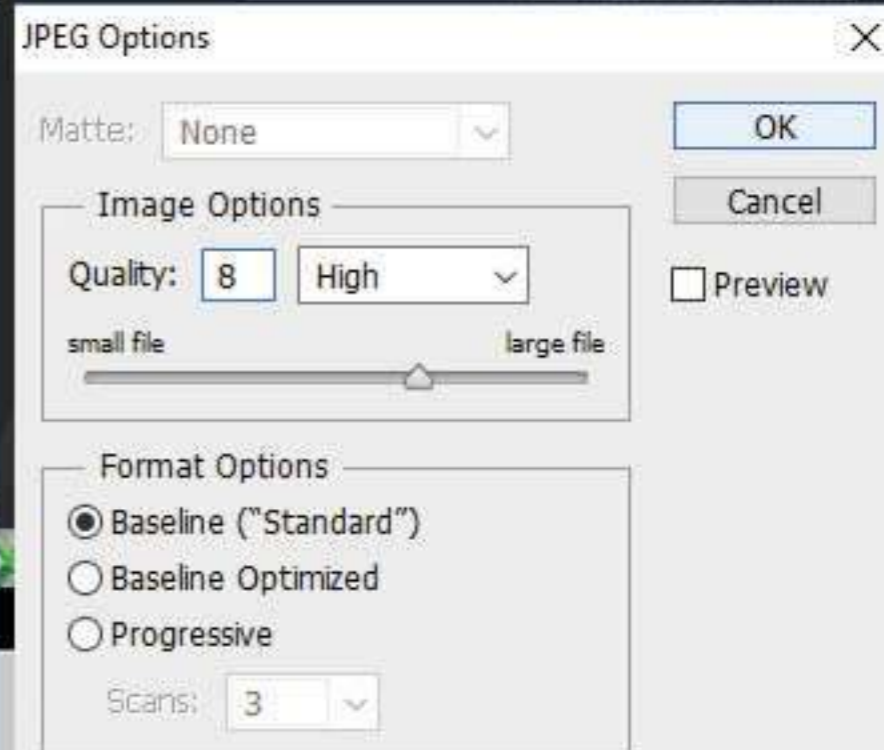 JPEG Options
Matte: None
OK
Cancel
Image Options
Quality: 8 High
Preview
small file large file
Format Options
Baseline (“Standard”)
Baseline Optimized
Progressive
Scans: 3